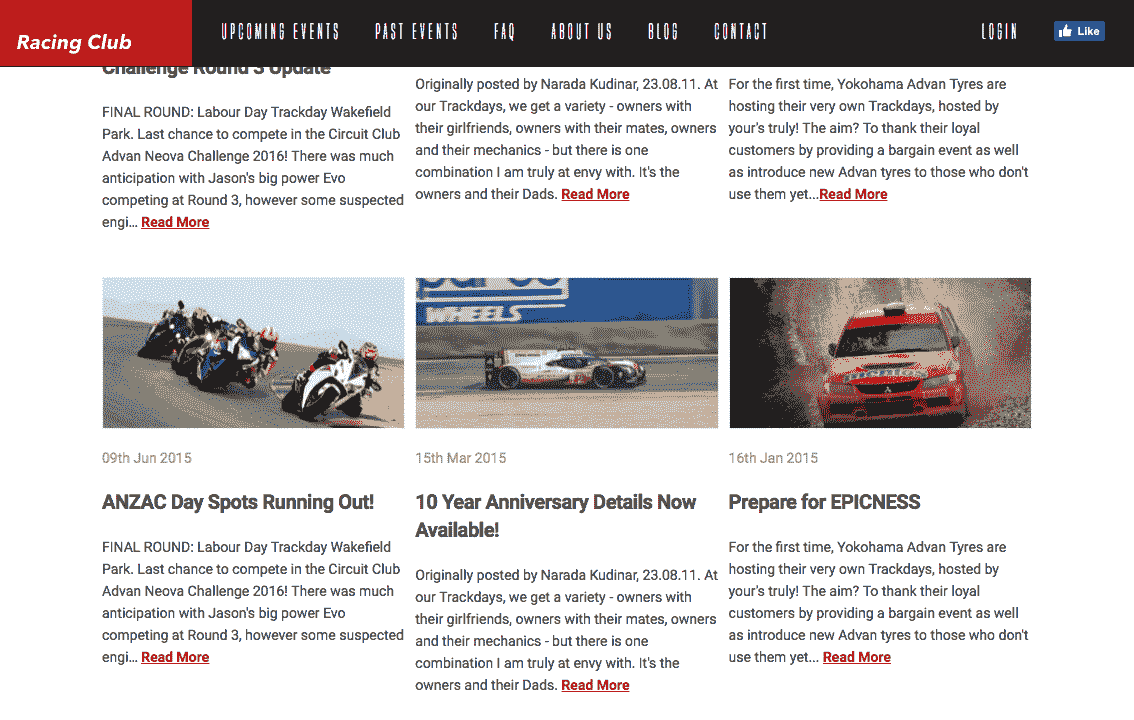 Racing Club
UPCOMING EVENTS
PAST EVENTS
FAQ
ABOUT US
BLOG
CONTACT
LOGIN
Like
Challenge Round 3 Update
FINAL ROUND: Labour Day Trackday Wakefield
Park. Last chance to compete in the Circuit Club
Advan Neova Challenge 2016! There was much
anticipation with Jason's big power Evo
competing at Round 3, however some suspected
engi... Read More
Originally posted by Narada Kudinar, 23.08.11. At
our Trackdays, we get a variety - owners with
their girlfriends, owners with their mates, owners
and their mechanics - but there is one
combination I am truly at envy with. It's the
owners and their Dads. Read More
For the first time, Yokohama Advan Tyres are
hosting their very own Trackdays, hosted by
your's truly! The aim? To thank their loyal
customers by providing a bargain event as well
as introduce new Advan tyres to those who don't
use them yet...Read More
WHEELS
09th Jun 2015
ANZAC Day Spots Running Out!
FINAL ROUND: Labour Day Trackday Wakefield
Park. Last chance to compete in the Circuit Club
Advan Neova Challenge 2016! There was much
anticipation with Jason's big power Evo
competing at Round 3, however some suspected
engi... Read More
15th Mar 2015
10 Year Anniversary Details Now
Available!
Originally posted by Narada Kudinar, 23.08.11. At
our Trackdays, we get a variety - owners with
their girlfriends, owners with their mates, owners
and their mechanics - but there is one
combination I am truly at envy with. It's the
owners and their Dads. Read More
16th Jan 2015
Prepare for EPICNESS
For the first time, Yokohama Advan Tyres are
hosting their very own Trackdays, hosted by
your's truly! The aim? To thank their loyal
customers by providing a bargain event as well
as introduce new Advan tyres to those who don't
use them yet... Read More